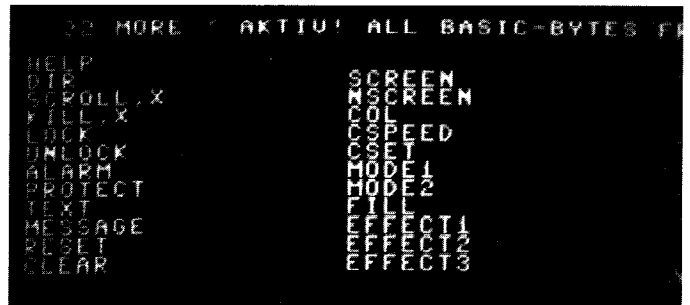 MORE ' AKTIV! ALL BASIC-BYTES FR
HELP
DIR
SCROLL,X
KILL,X
LOCK
UNLOCK
ALARM
PROTECT
TEXT
MESSAGE
RESET
CLEAR
SCREEN
NSCREEN
COL
CSPEED
CSET
MODE1
MODE2
FILL
EFFECT1
EFFECT2
EFFECT3